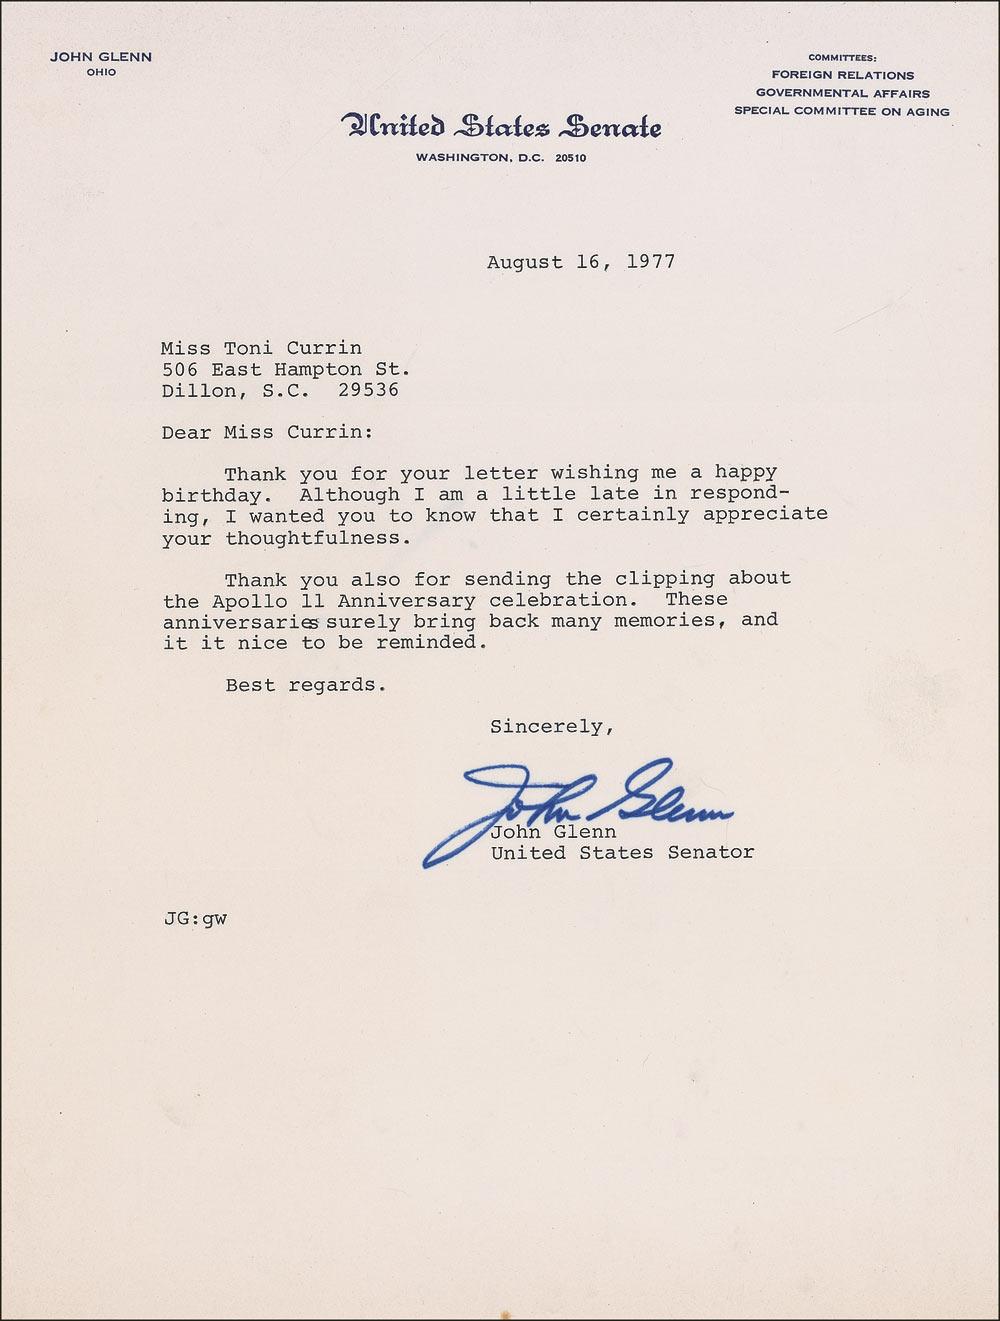 JOHN GLENN
OHIO
COMMITTEES:
FOREIGN RELATIONS
GOVERNMENTAL AFFAIRS
SPECIAL COMMITTEE ON AGING
United States Senate
WASHINGTON, D.C. 20510
August 16, 1977
Miss Toni Currin
506 East Hampton St.
Dillon, S.C. 29536
Dear Miss Currin:
Thank you for your letter wishing me a happy
birthday. Although I am a little late in respond-
ing, I wanted you to know that I certainly appreciate
your thoughtfulness.
Thank you also for sending the clipping about
the Apollo 11 Anniversary celebration. These
anniversaries surely bring back many memories, and
it it nice to be reminded.
Best regards.
Sincerely,
John Glenn
John Glenn
United States Senator
JG:gw